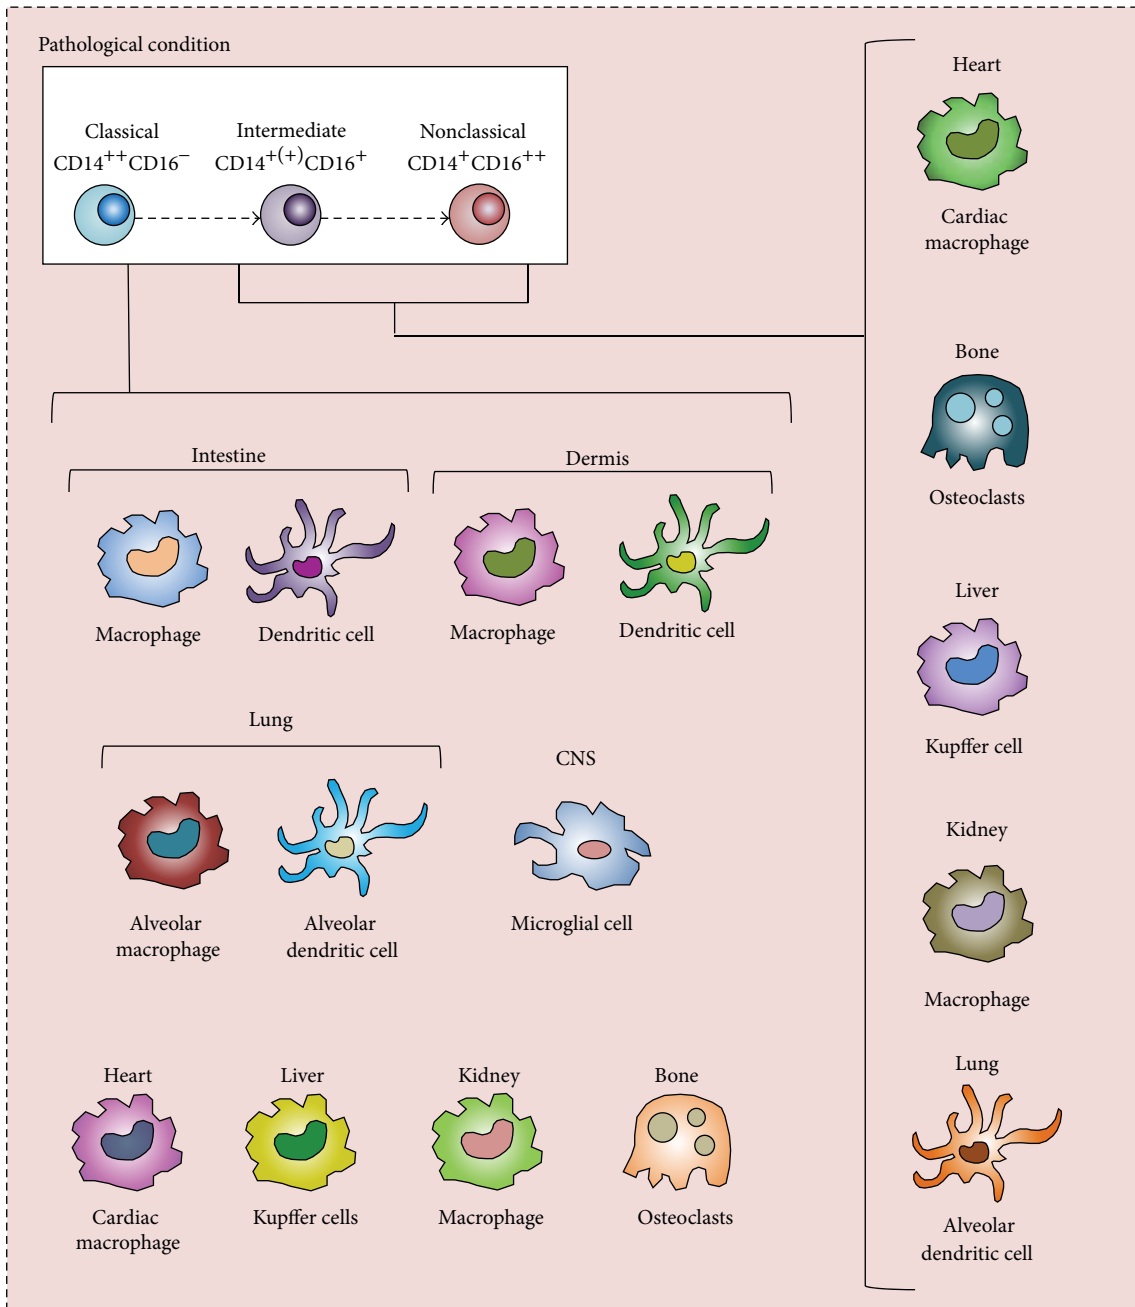 Pathological condition
Classical
CD14++CD16−
Intermediate
CD14+(+)CD16+
Nonclassical
CD14+CD16++
Intestine
Macrophage
Dendritic cell
Dermis
Macrophage
Dendritic cell
Lung
Alveolar
macrophage
Alveolar
dendritic cell
CNS
Microglial cell
Heart
Cardiac
macrophage
Liver
Kupffer cells
Kidney
Macrophage
Bone
Osteoclasts
Heart
Cardiac
macrophage
Bone
Osteoclasts
Liver
Kupffer cell
Kidney
Macrophage
Lung
Alveolar
dendritic cell